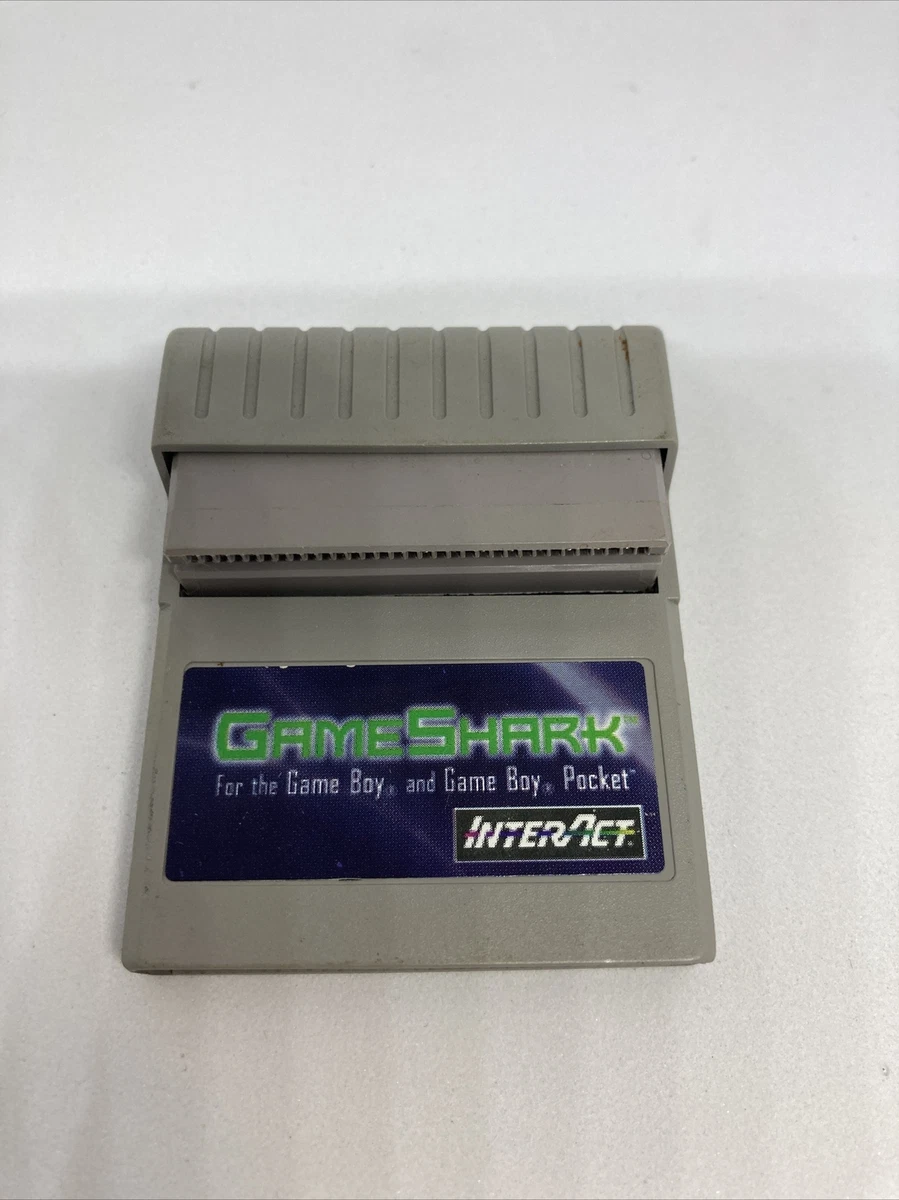 GAMESHARK™
For the Game Boy® and Game Boy® Pocket™
INTERACT®